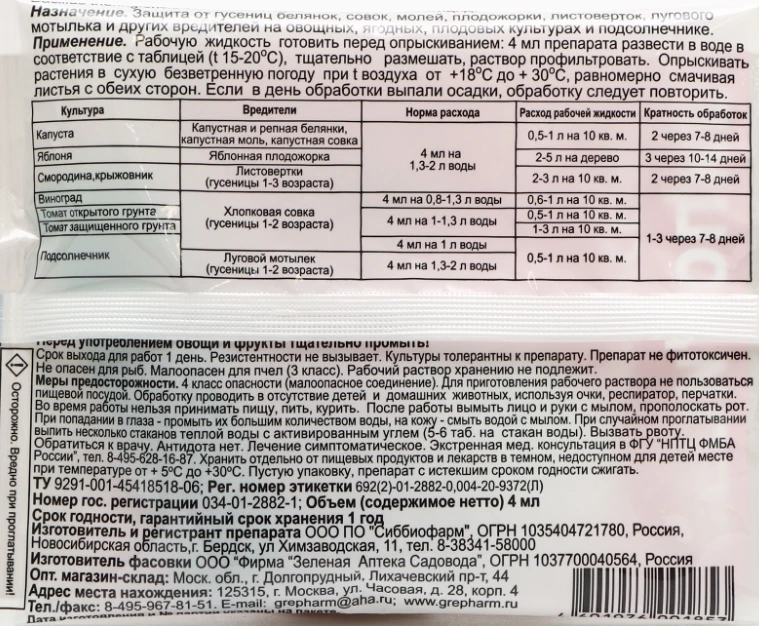 Назначение. Защита от гусениц белянок, совок, молей, плодожорки, листоверток, лугового
мотылька и других вредителей на овощных, ягодных, плодовых культурах и подсолнечнике.
Применение. Рабочую жидкость готовить перед опрыскиванием: 4 мл препарата развести в воде в
соответствие с таблицей (t 15-20°С), тщательно размешать, раствор профильтровать. Опрыскивать
растения в сухую безветренную погоду при t воздуха от +18°С до + 30°С, равномерно смачивая
листья с обеих сторон. Если в день обработки выпали осадки, обработку следует повторить.
Культура Вредители Норма расхода Расход рабочей жидкости Кратность обработок
Капуста Капустная и репная белянки, капустная моль, капустная совка 4 мл на 1,3-2 л воды 0,5-1 л на 10 кв. м. 2 через 7-8 дней
Яблоня Яблонная плодожорка 2-5 л на дерево 3 через 10-14 дней
Смородина,крыжовник Листовертки (гусеницы 1-3 возраста) 2-3 л на 10 кв. м. 2 через 7-8 дней
Виноград Хлопковая совка (гусеницы 1-2 возраста) 4 мл на 0,8-1,3 л воды 0,6-1 л на 10 кв. м. 1-3 через 7-8 дней
Томат открытого грунта 4 мл на 1-1,3 л воды 0,5-1 л на 10 кв. м.
Томат защищенного грунта 1-3 л на 10 кв. м.
Подсолнечник 4 мл на 1 л воды 0,5-1 л на 10 кв. м.
Луговой мотылек (гусеницы 1-2 возраста) 4 мл на 1,3-2 л воды
Перед употреблением овощи и фрукты тщательно промыть!
Срок выхода для работ 1 день. Резистентности не вызывает. Культуры толерантны к препарату. Препарат не фитотоксичен.
Не опасен для рыб. Малоопасен для пчел (3 класс). Рабочий раствор хранению не подлежит.
Меры предосторожности. 4 класс опасности (малоопасное соединение). Для приготовления рабочего раствора не пользоваться
пищевой посудой. Обработку проводить в отсутствие детей и домашних животных, используя очки, респиратор, перчатки.
Во время работы нельзя принимать пищу, пить, курить. После работы вымыть лицо и руки с мылом, прополоскать рот.
При попадании в глаза - промыть их большим количеством воды, на кожу - смыть водой с мылом. При случайном проглатывании
выпить несколько стаканов теплой воды с активированным углем (5-6 таб. на стакан воды). Вызвать рвоту.
Обратиться к врачу. Антидота нет. Лечение симптоматическое. Экстренная мед. консультация в ФГУ "НПТЦ ФМБА
России", тел. 8-495-628-16-87. Хранить отдельно от пищевых продуктов и лекарств в темном, недоступном для детей месте
при температуре от + 5°С до +30°С. Пустую упаковку, препарат с истекшим сроком годности сжигать.
ТУ 9291-001-45418518-06; Рег. номер этикетки 692(2)-01-2882-0,004-20-9372(Л)
Номер гос. регистрации 034-01-2882-1; Объем (содержимое нетто) 4 мл
Срок годности, гарантийный срок хранения 1 год
Изготовитель и регистрант препарата ООО ПО "Сиббиофарм", ОГРН 1035404721780, Россия,
Новосибирская область,г. Бердск, ул Химзаводская, 11, тел. 8-38341-58000
Изготовитель фасовки ООО "Фирма "Зеленая Аптека Садовода", ОГРН 1037700040564, Россия
Опт. магазин-склад: Моск. обл., г. Долгопрудный, Лихачевский пр-т, 44
Адрес места нахождения: 125315, г. Москва, ул. Часовая, д. 28, корп. 4
Тел./факс: 8-495-967-81-51. E-mail: grepharm@aha.ru; www.grepharm.ru
Дата изготовления и № партии указаны на пакете
Осторожно. Вредно при проглатывании!